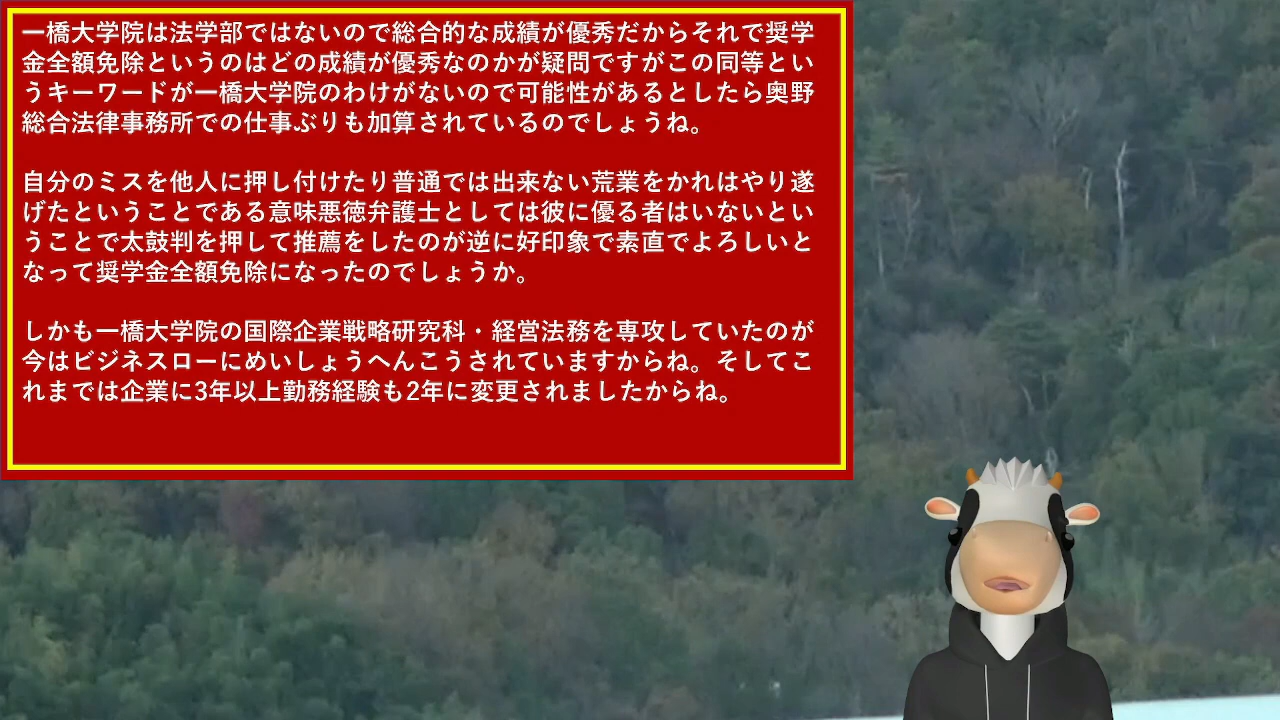 一橋大学院は法学部ではないので総合的な成績が優秀だからそれで奨学
金全額免除というのはどの成績が優秀なのかが疑問ですがこの同等とい
うキーワードが一橋大学院のわけがないので可能性があるとしたら奥野
総合法律事務所での仕事ぶりも加算されているのでしょうね。
自分のミスを他人に押し付けたり普通では出来ない荒業をかれはやり遂
げたということである意味悪徳弁護士としては彼に優る者はいないとい
うことで太鼓判を押して推薦をしたのが逆に好印象で素直でよろしいと
なって奨学金全額免除になったのでしょうか。
しかも一橋大学院の国際企業戦略研究科・経営法務を専攻していたのが
今はビジネスローにめいしょうへんこうされていますからね。そしてこ
れまでは企業に3年以上勤務経験も2年に変更されましたからね。